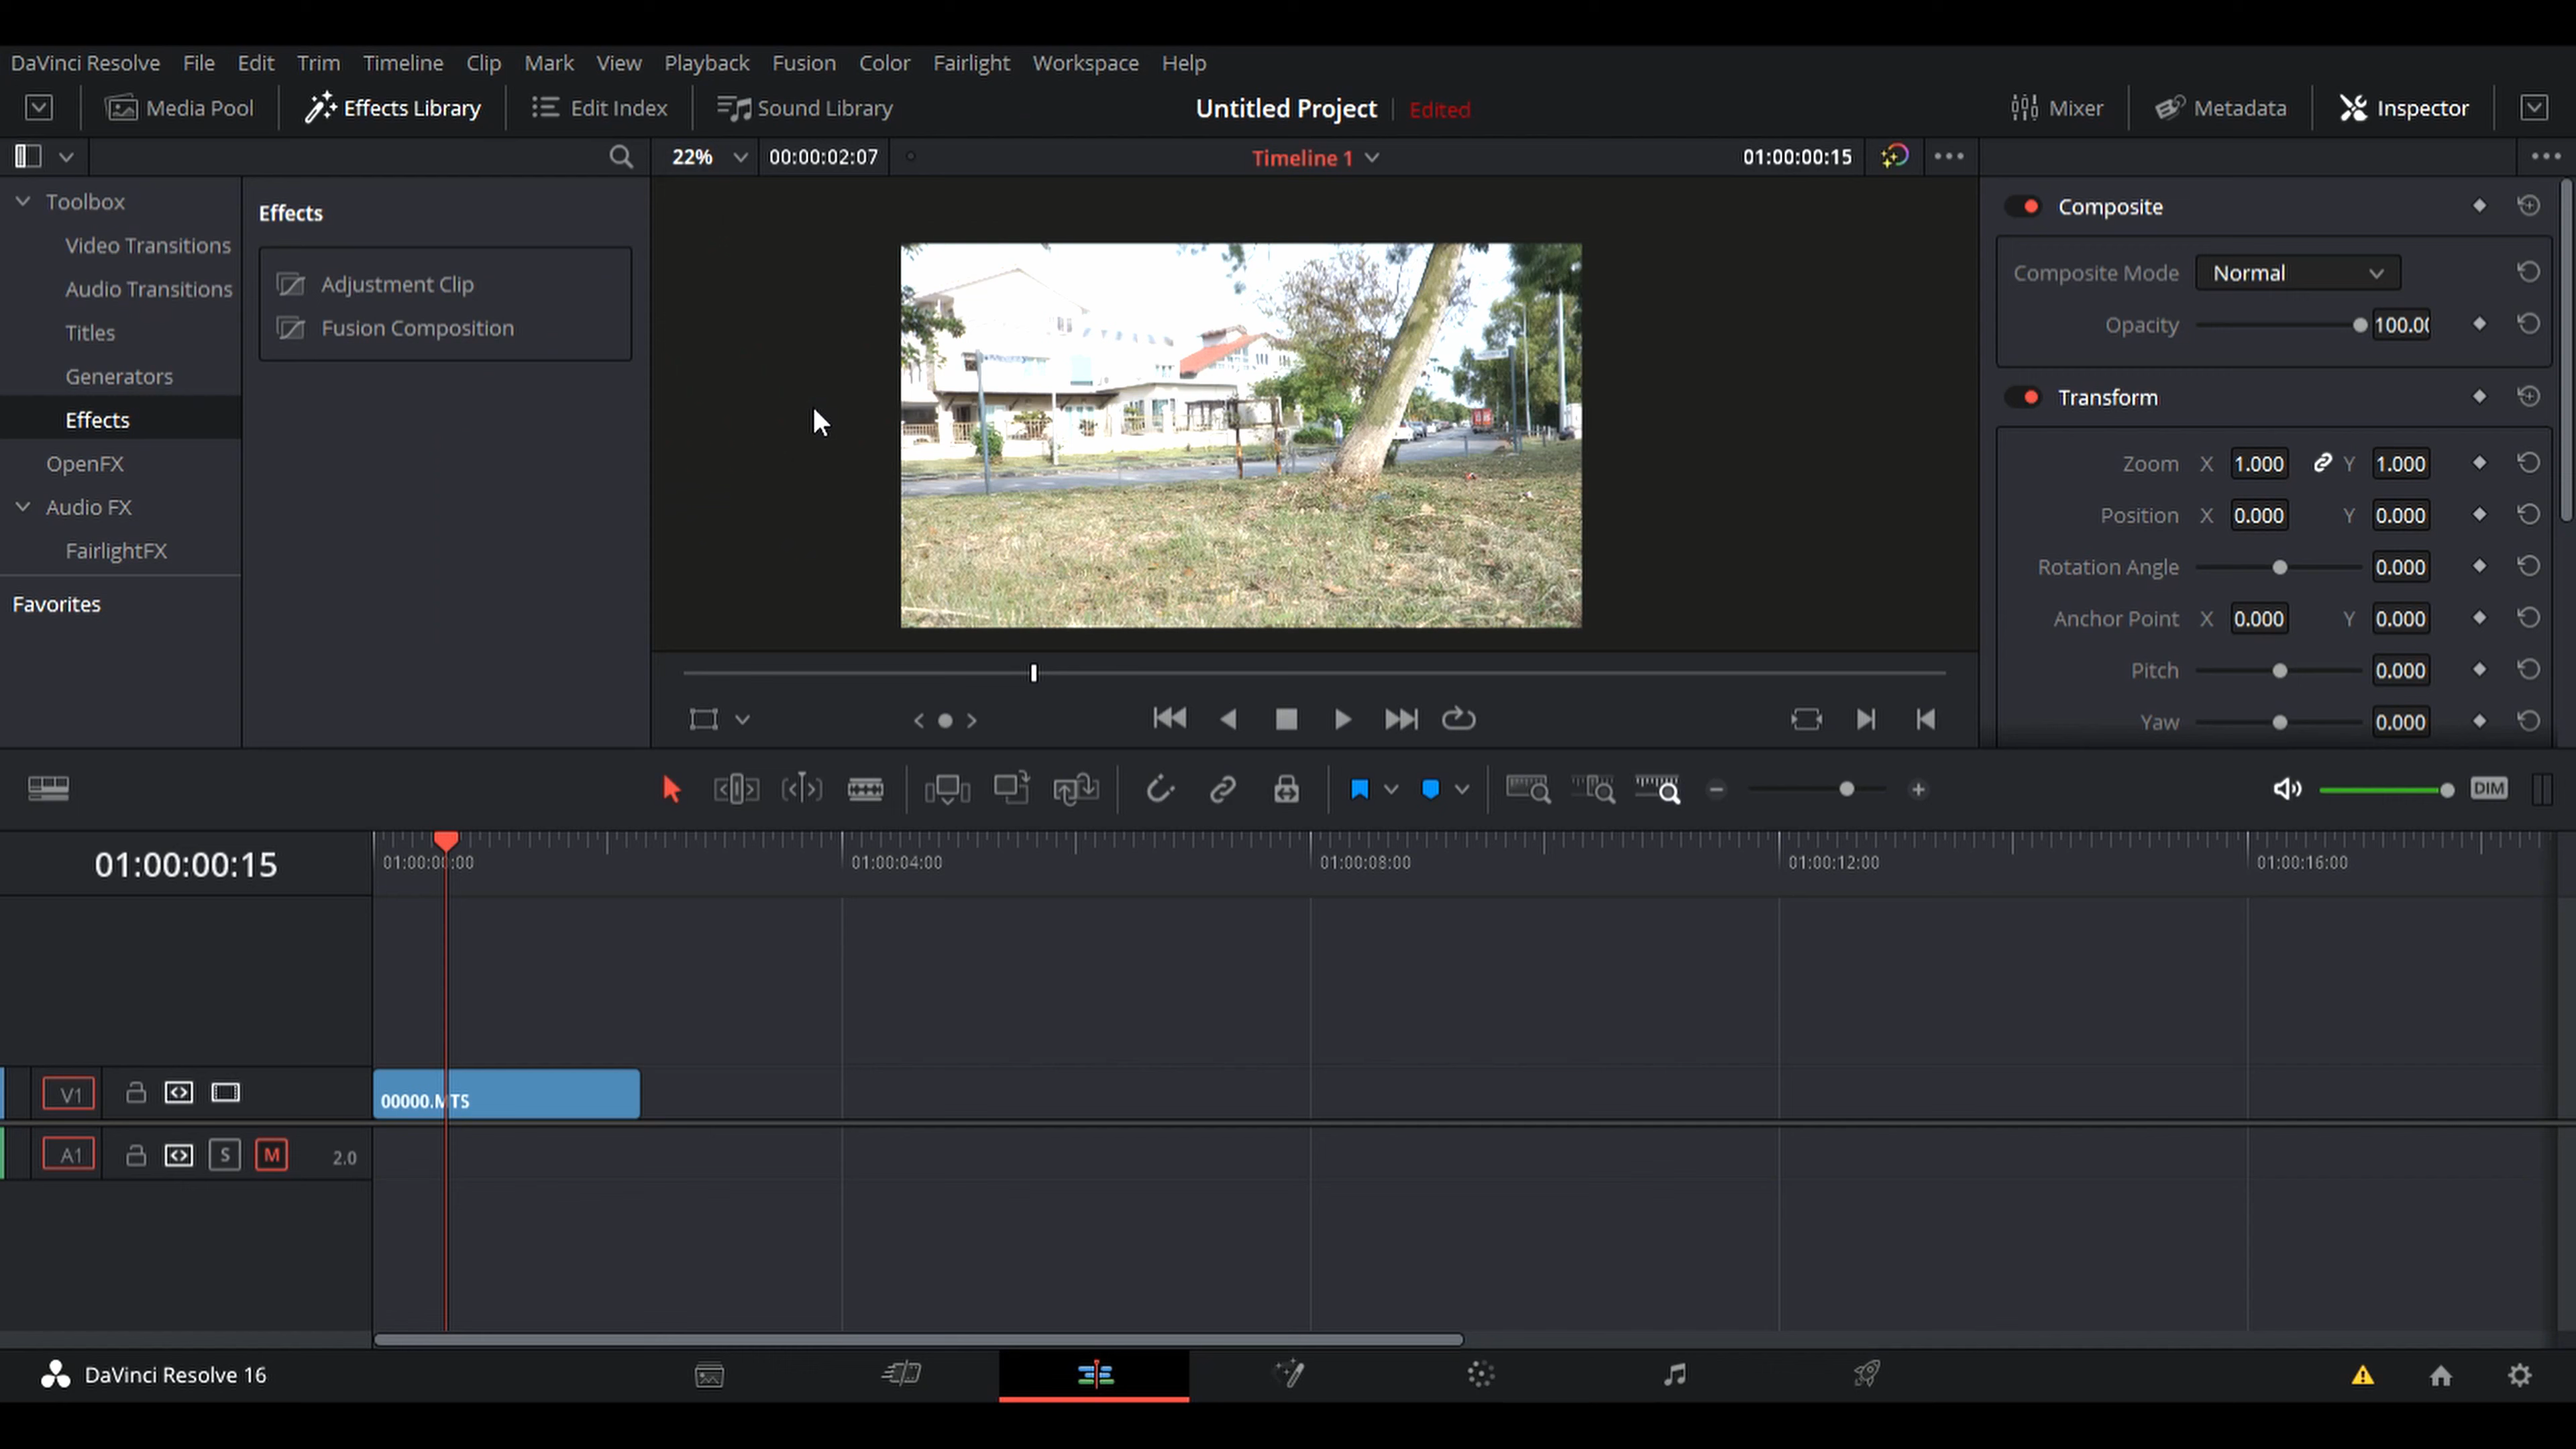 DaVinci Resolve File Edit Trim Timeline Clip Mark View Playback Fusion Color Fairlight Workspace Help
Media Pool Effects Library Edit Index Sound Library Untitled Project Edited Mixer Metadata Inspector
22% 00:00:02:07 Timeline 1 01:00:00:15
Toolbox
Video Transitions
Audio Transitions
Titles
Generators
Effects
OpenFX
Audio FX
FairlightFX
Favorites
Effects
Adjustment Clip
Fusion Composition
Composite
Composite Mode Normal
Opacity 100.00
Transform
Zoom X 1.000 Y 1.000
Position X 0.000 Y 0.000
Rotation Angle 0.000
Anchor Point X 0.000 Y 0.000
Pitch 0.000
Yaw 0.000
DIM
01:00:00:15 01:00:00:00 01:00:04:00 01:00:08:00 01:00:12:00 01:00:16:00
V1 00000.MTS
A1 S M 2.0
DaVinci Resolve 16